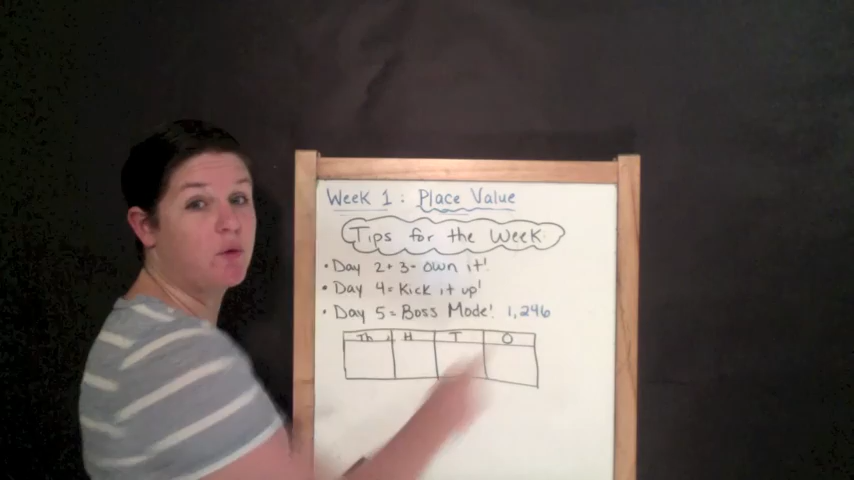 Week 1 : Place Value
Tips for the Week
• Day 2+3- own it!
• Day 4= Kick it up!
• Day 5= Boss Mode! 1,246
Th , H T O